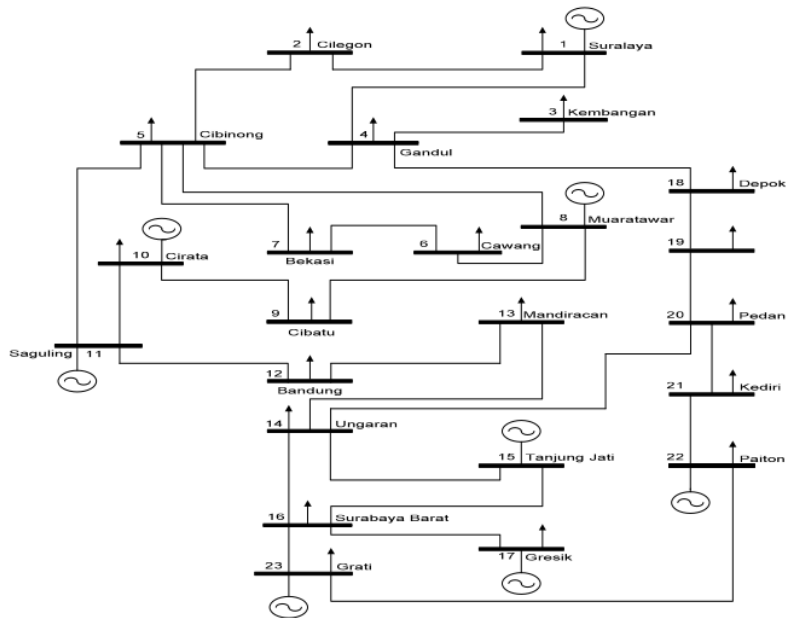 2 Cilegon
1 Suralaya
3 Kembangan
5 Cibinong
4
Gandul
18 Depok
8 Muaratawar
7
Bekasi
6 Cawang
19
10 Cirata
9
Cibatu
13 Mandiracan
20 Pedan
Saguling 11
12
Bandung
21 Kediri
14 Ungaran
15 Tanjung Jati
22 Paiton
16 Surabaya Barat
17 Gresik
23 Grati